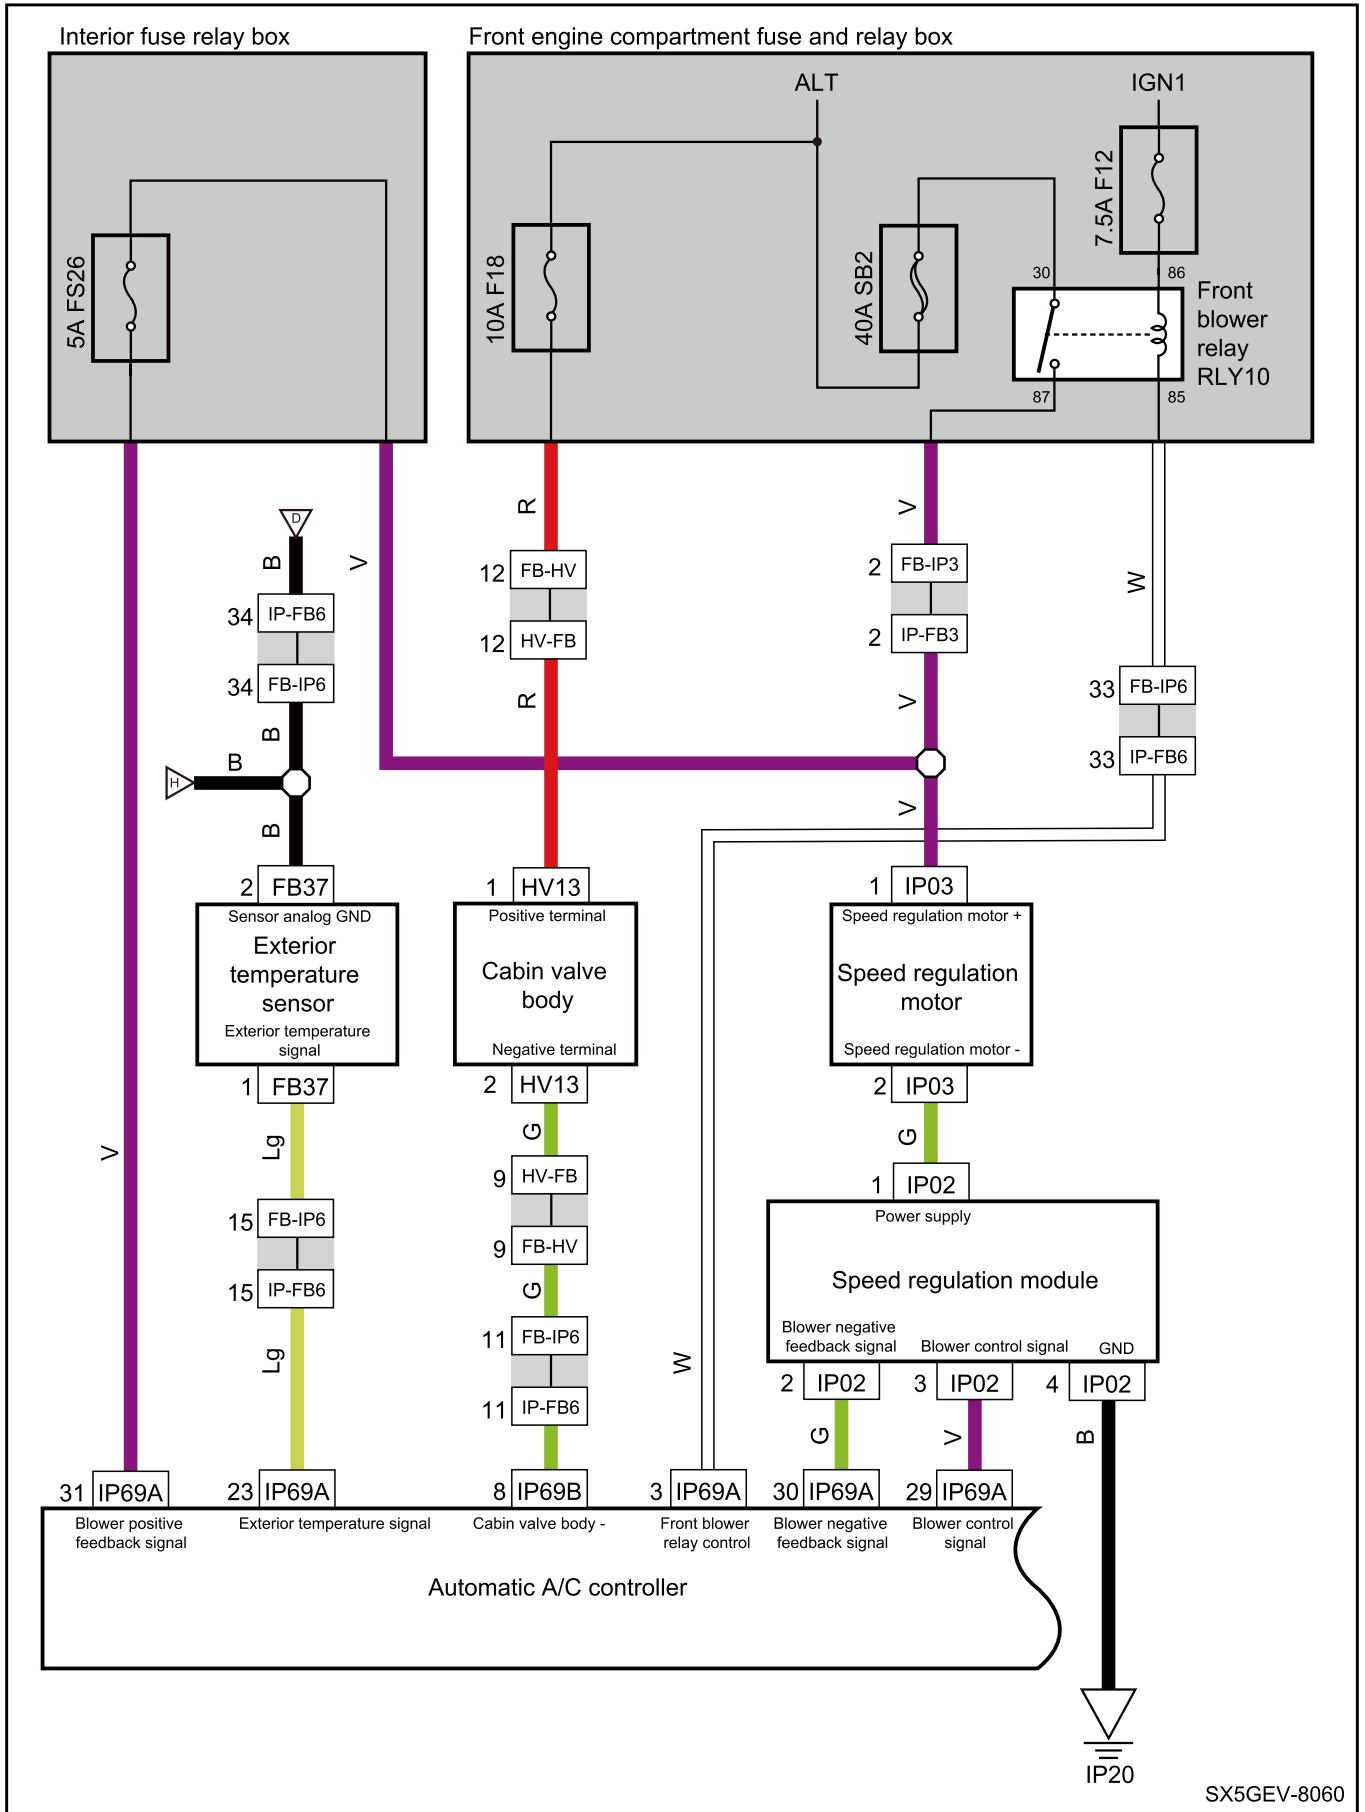 Interior fuse relay box
Front engine compartment fuse and relay box
ALT
IGN1
5A FS26
10A F18
40A SB2
7.5A F12
30
86
Front
blower
relay
RLY10
87
85
D
B
V
R
V
W
34 IP-FB6
34 FB-IP6
12 FB-HV
12 HV-FB
2 FB-IP3
2 IP-FB3
33 FB-IP6
33 IP-FB6
B
R
V
H
B
B
V
2 FB37
1 HV13
1 IP03
Sensor analog GND
Exterior
temperature
sensor
Exterior temperature
signal
Positive terminal
Cabin valve
body
Negative terminal
Speed regulation motor +
Speed regulation
motor
Speed regulation motor -
1 FB37
2 HV13
2 IP03
V
Lg
G
G
15 FB-IP6
15 IP-FB6
9 HV-FB
9 FB-HV
1 IP02
Power supply
Speed regulation module
Blower negative
feedback signal
Blower control signal
GND
Lg
G
11 FB-IP6
11 IP-FB6
W
2 IP02
3 IP02
4 IP02
G
V
B
31 IP69A
23 IP69A
8 IP69B
3 IP69A
30 IP69A
29 IP69A
Blower positive
feedback signal
Exterior temperature signal
Cabin valve body -
Front blower
relay control
Blower negative
feedback signal
Blower control
signal
Automatic A/C controller
IP20
SX5GEV-8060